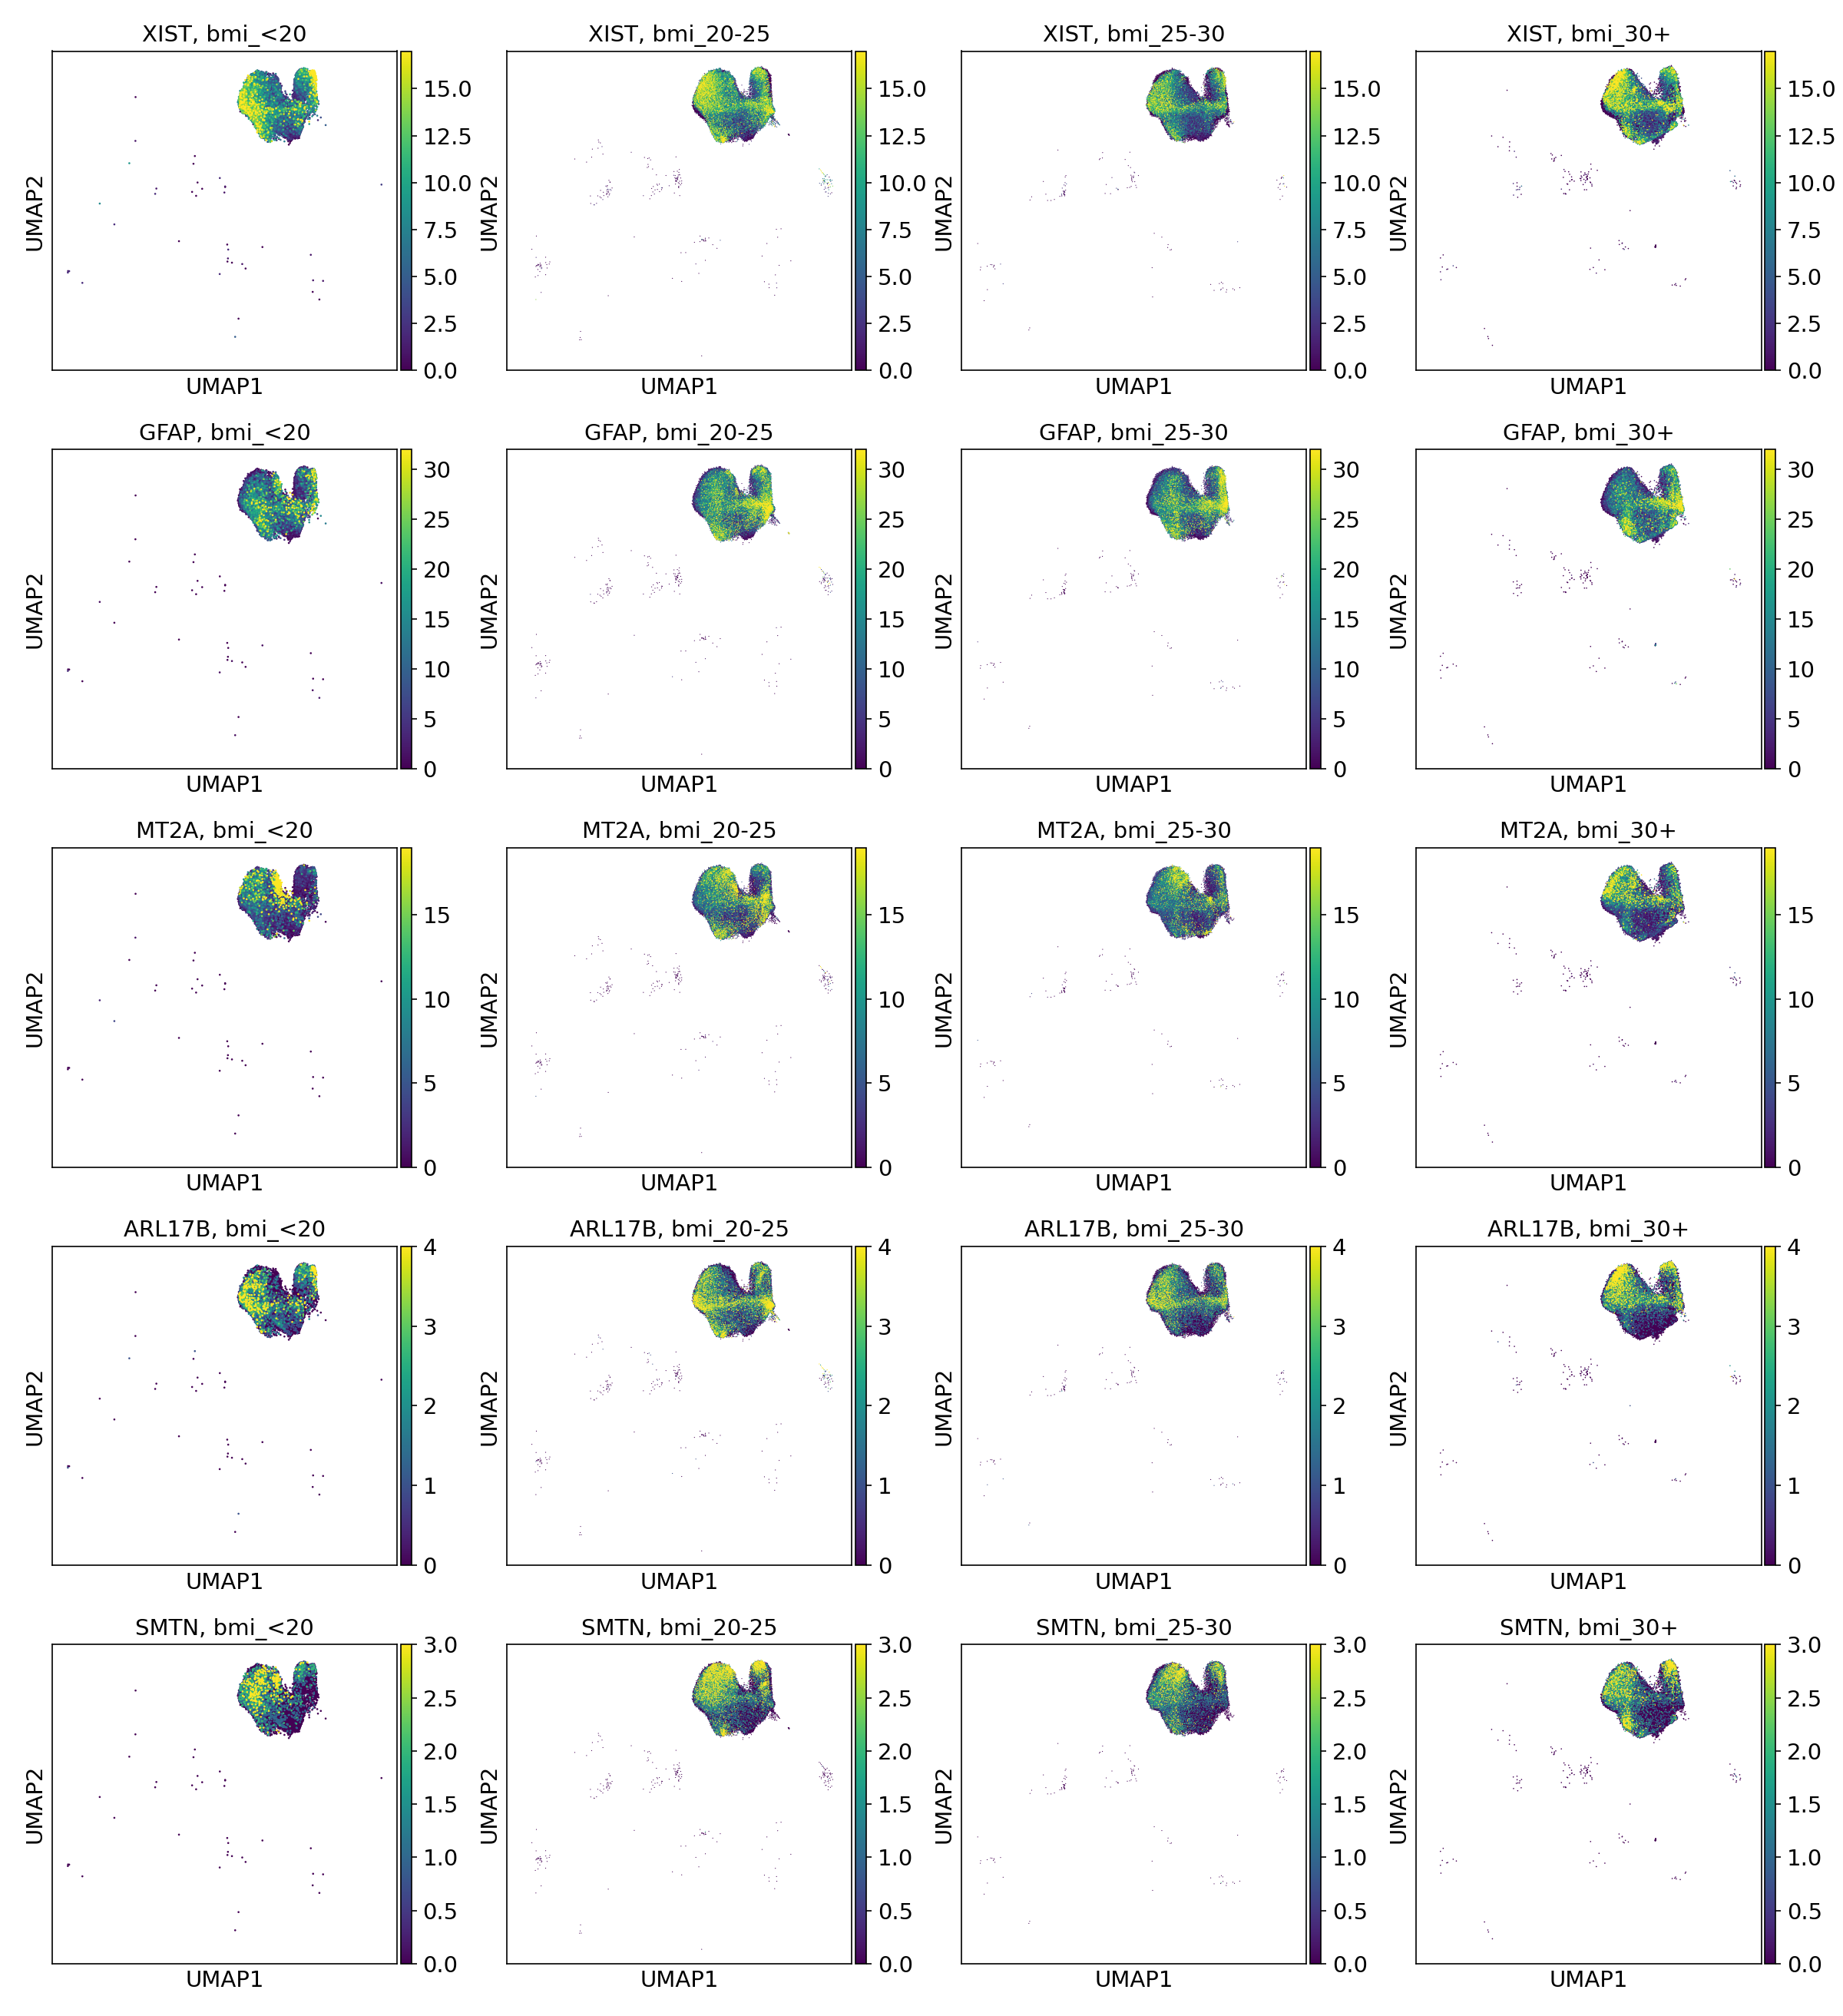 XIST, bmi_<20 XIST, bmi_20-25 XIST, bmi_25-30 XIST, bmi_30+
UMAP2 UMAP2 UMAP2 UMAP2
15.0 15.0 15.0 15.0
12.5 12.5 12.5 12.5
10.0 10.0 10.0 10.0
7.5 7.5 7.5 7.5
5.0 5.0 5.0 5.0
2.5 2.5 2.5 2.5
0.0 0.0 0.0 0.0
UMAP1 UMAP1 UMAP1 UMAP1
GFAP, bmi_<20 GFAP, bmi_20-25 GFAP, bmi_25-30 GFAP, bmi_30+
UMAP2 UMAP2 UMAP2 UMAP2
30 30 30 30
25 25 25 25
20 20 20 20
15 15 15 15
10 10 10 10
5 5 5 5
0 0 0 0
UMAP1 UMAP1 UMAP1 UMAP1
MT2A, bmi_<20 MT2A, bmi_20-25 MT2A, bmi_25-30 MT2A, bmi_30+
UMAP2 UMAP2 UMAP2 UMAP2
15 15 15 15
10 10 10 10
5 5 5 5
0 0 0 0
UMAP1 UMAP1 UMAP1 UMAP1
ARL17B, bmi_<20 ARL17B, bmi_20-25 ARL17B, bmi_25-30 ARL17B, bmi_30+
UMAP2 UMAP2 UMAP2 UMAP2
4 4 4 4
3 3 3 3
2 2 2 2
1 1 1 1
0 0 0 0
UMAP1 UMAP1 UMAP1 UMAP1
SMTN, bmi_<20 SMTN, bmi_20-25 SMTN, bmi_25-30 SMTN, bmi_30+
UMAP2 UMAP2 UMAP2 UMAP2
3.0 3.0 3.0 3.0
2.5 2.5 2.5 2.5
2.0 2.0 2.0 2.0
1.5 1.5 1.5 1.5
1.0 1.0 1.0 1.0
0.5 0.5 0.5 0.5
0.0 0.0 0.0 0.0
UMAP1 UMAP1 UMAP1 UMAP1